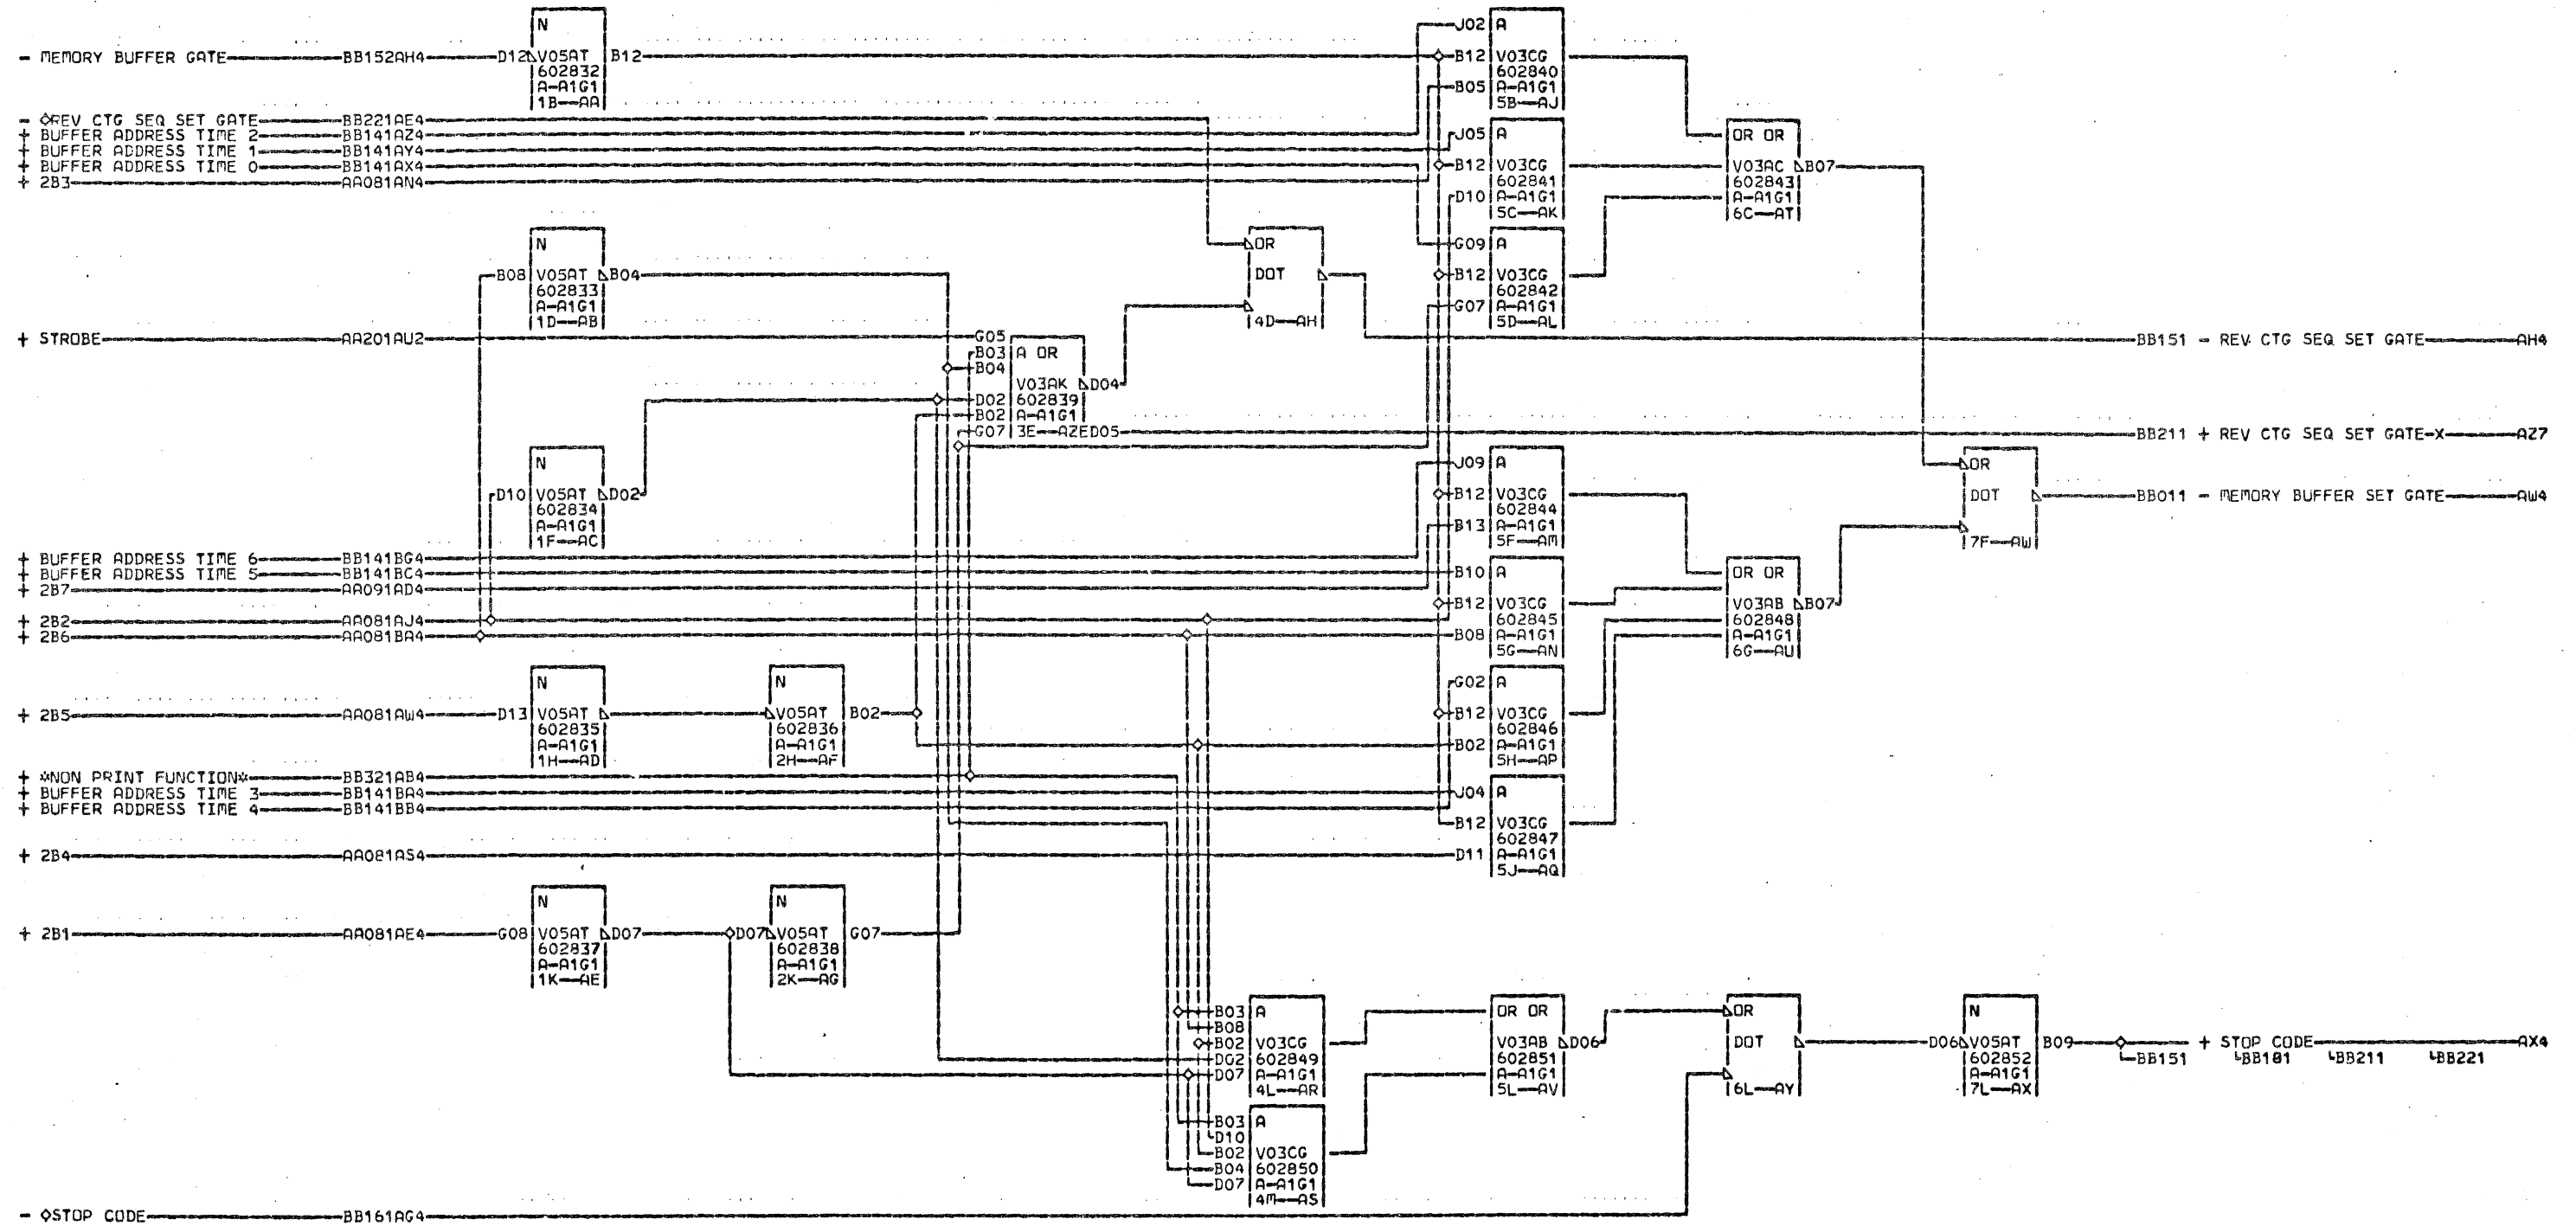 J02 A
N
- MEMORY BUFFER GATE BB152AH4 D12 V05AT B12 B12 V03CG
602832 602840
A-A1G1 B05 A-A1G1
1B—AA 5B—AJ
- ◇REV CTG SEQ SET GATE BB221AE4
+ BUFFER ADDRESS TIME 2 BB141AZ4 J05 A OR OR
+ BUFFER ADDRESS TIME 1 BB141AY4
+ BUFFER ADDRESS TIME 0 BB141AX4 B12 V03CG V03AC B07
+ 2B3 AA081AN4 602841 602843
D10 A-A1G1 A-A1G1
5C—AK 6C—AT
N OR G09 A
B08 V05AT B04 DOT B12 V03CG
602833 602842
A-A1G1 G07 A-A1G1
1D—AB 4D—AH 5D—AL
+ STROBE AA201AU2 G05 BB151 - REV CTG SEQ SET GATE AH4
B03 A OR
B04
V03AK D04
D02 602839
B02 A-A1G1
G07 3E—AZED05 BB211 + REV CTG SEQ SET GATE-X AZ7
N J09 A OR
D10 V05AT D02 B12 V03CG DOT BB011 - MEMORY BUFFER SET GATE AW4
602834 602844
A-A1G1 B13 A-A1G1
1F—AC 5F—AM 7F—AW
+ BUFFER ADDRESS TIME 6 BB141BG4
+ BUFFER ADDRESS TIME 5 BB141BC4 B10 A OR OR
+ 2B7 AA091AD4
B12 V03CG V03AB B07
+ 2B2 AA081AJ4 602845 602848
+ 2B6 AA081BA4 B08 A-A1G1 A-A1G1
5G—AN 6G—AU
N N G02 A
+ 2B5 AA081AW4 D13 V05AT V05AT B02 B12 V03CG
602835 602836 602846
A-A1G1 A-A1G1 B02 A-A1G1
1H—AD 2H—AF 5H—AP
+ *NON PRINT FUNCTION* BB321AB4
+ BUFFER ADDRESS TIME 3 BB141BA4 J04 A
+ BUFFER ADDRESS TIME 4 BB141BB4
B12 V03CG
602847
+ 2B4 AA081AS4 D11 A-A1G1
5J—AQ
N N
+ 2B1 AA081AE4 G08 V05AT D07 D07 V05AT G07
602837 602838
A-A1G1 A-A1G1
1K—AE 2K—AG
B03 A OR OR OR N
B08
B02 V03CG V03AB D06 DOT D06 V05AT B09 + STOP CODE AX4
D02 602849 602851 602852 BB151 BB181 BB211 BB221
D07 A-A1G1 A-A1G1 A-A1G1
4L—AR 5L—AV 6L—AY 7L—AX
B03 A
D10
B02 V03CG
B04 602850
D07 A-A1G1
4M—AS
- ◇STOP CODE BB161AG4